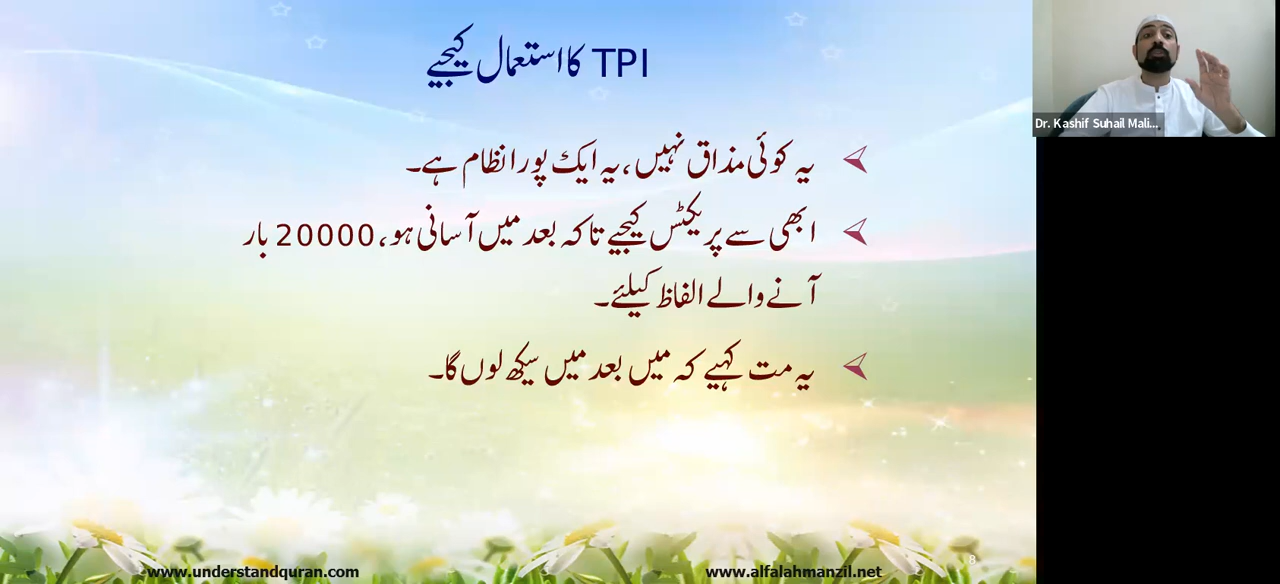 TPI کا استعمال کیجیے
یہ کوئی مذاق نہیں، یہ ایک پورا نظام ہے۔
ابھی سے پریکٹس کیجیے تاکہ بعد میں آسانی ہو، 20000 بار
آنے والے الفاظ کیلئے۔
یہ مت کہیے کہ میں بعد میں سیکھ لوں گا۔
Dr. Kashif Suhail Mali...
www.understandquran.com
www.alfalahmanzil.net
8